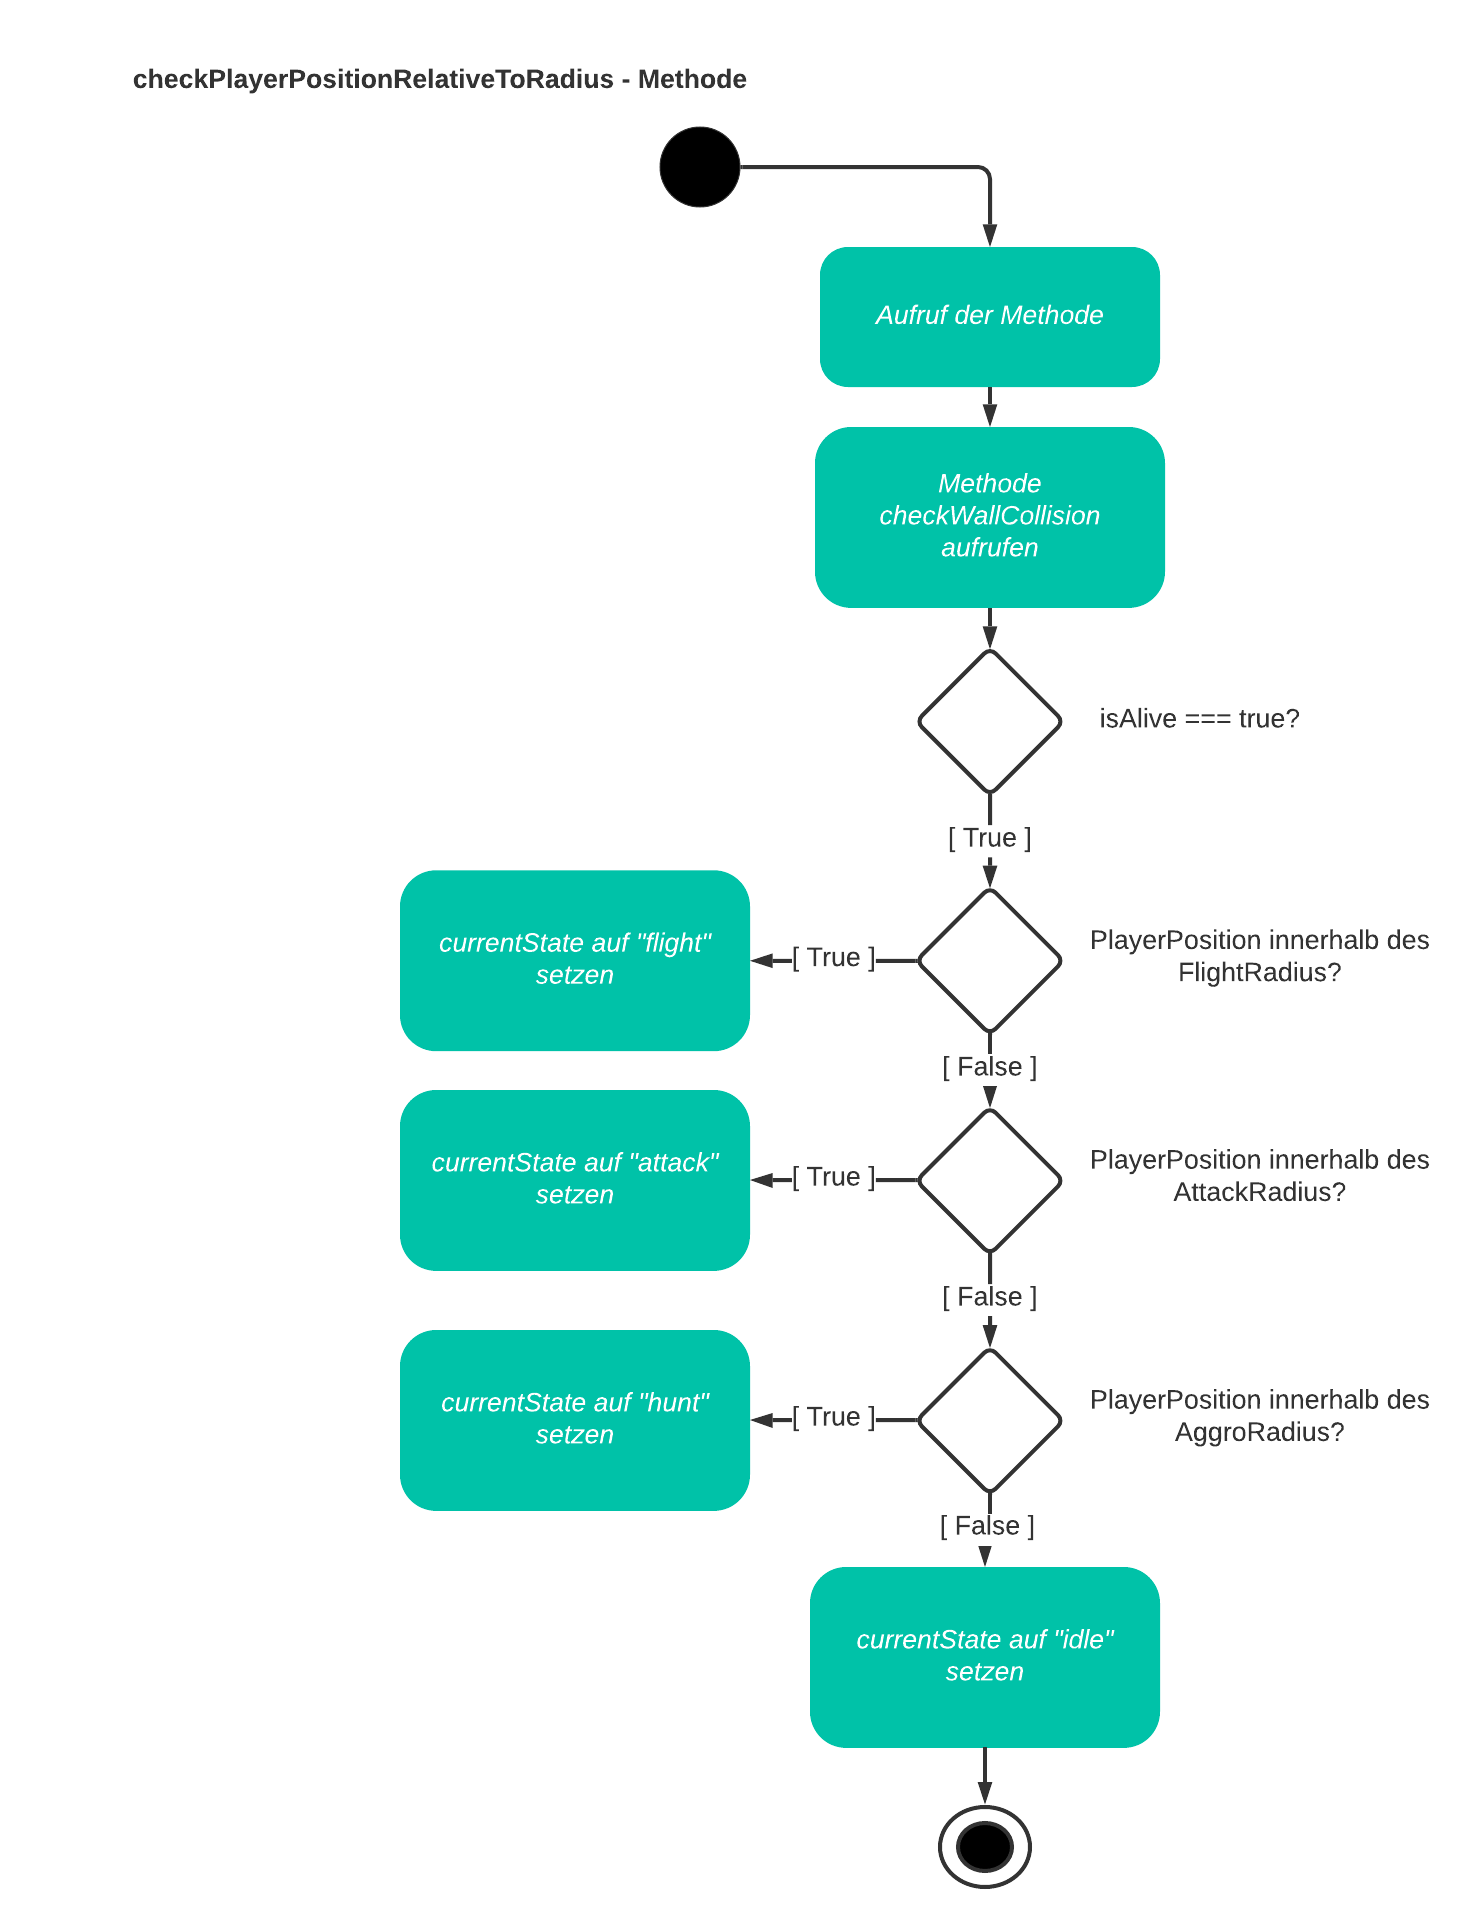 checkPlayerPositionRelativeToRadius - Methode
Aufruf der Methode
Methode
checkWallCollision
aufrufen
isAlive === true?
[ True ]
currentState auf "flight"
setzen
[ True ]
PlayerPosition innerhalb des
FlightRadius?
[ False ]
currentState auf "attack"
setzen
[ True ]
PlayerPosition innerhalb des
AttackRadius?
[ False ]
currentState auf "hunt"
setzen
[ True ]
PlayerPosition innerhalb des
AggroRadius?
[ False ]
currentState auf "idle"
setzen